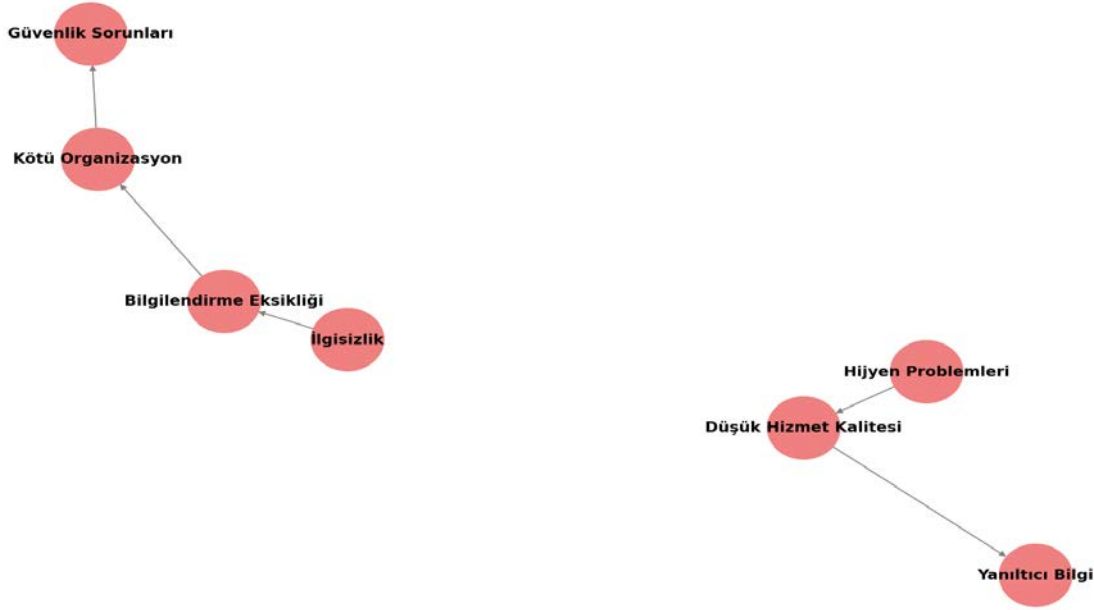 Güvenlik Sorunları
Kötü Organizasyon
Bilgilendirme Eksikliği
İlgisizlik
Hijyen Problemleri
Düşük Hizmet Kalitesi
Yanıltıcı Bilgi